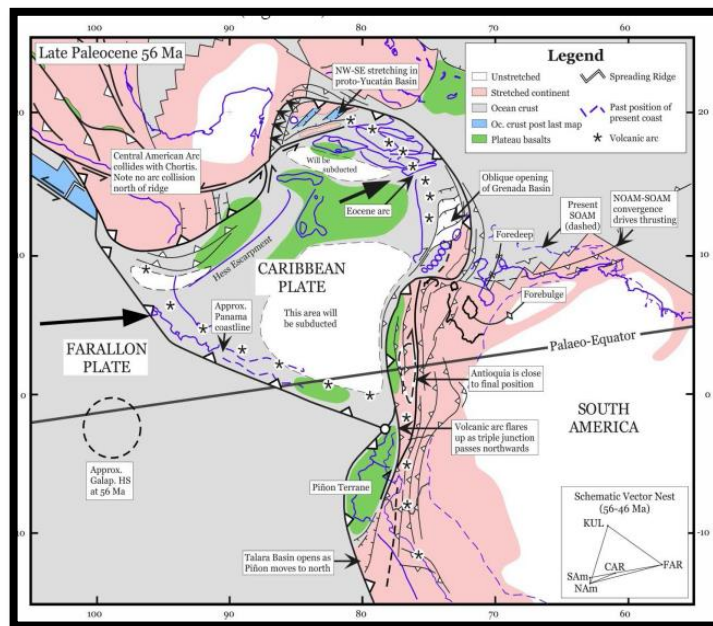 Late Paleocene 56 Ma
NW-SE stretching in
proto-Yucatán Basin
Legend
Unstretched
Stretched continent
Ocean crust
Oc. crust post last map
Plateau basalts
Spreading Ridge
Past position of
present coast
Volcanic arc
20
20
Central American Arc
collides with Chortis.
Note no arc collision
north of ridge
Will be
subducted
Oblique opening
of Grenada Basin
Eocene arc
Present
SOAM
(dashed)
NOAM-SOAM
convergence
drives thrusting
Foredeep
Hess Escarpment
10
10
CARIBBEAN
PLATE
This area will
be subducted
Forebulge
Approx.
Panama
coastline
FARALLON
PLATE
Palaeo-Equator
Antioquia is close
to final position
0
0
SOUTH
AMERICA
Volcanic arc flares
up as triple junction
passes northwards
Approx.
Galap. HS
at 56 Ma
Piñon Terrane
Schematic Vector Nest
(56-46 Ma)
KUL
CAR
FAR
SAm
NAm
10
10
Talara Basin opens as
Piñon moves to north
100
90
80
70
60